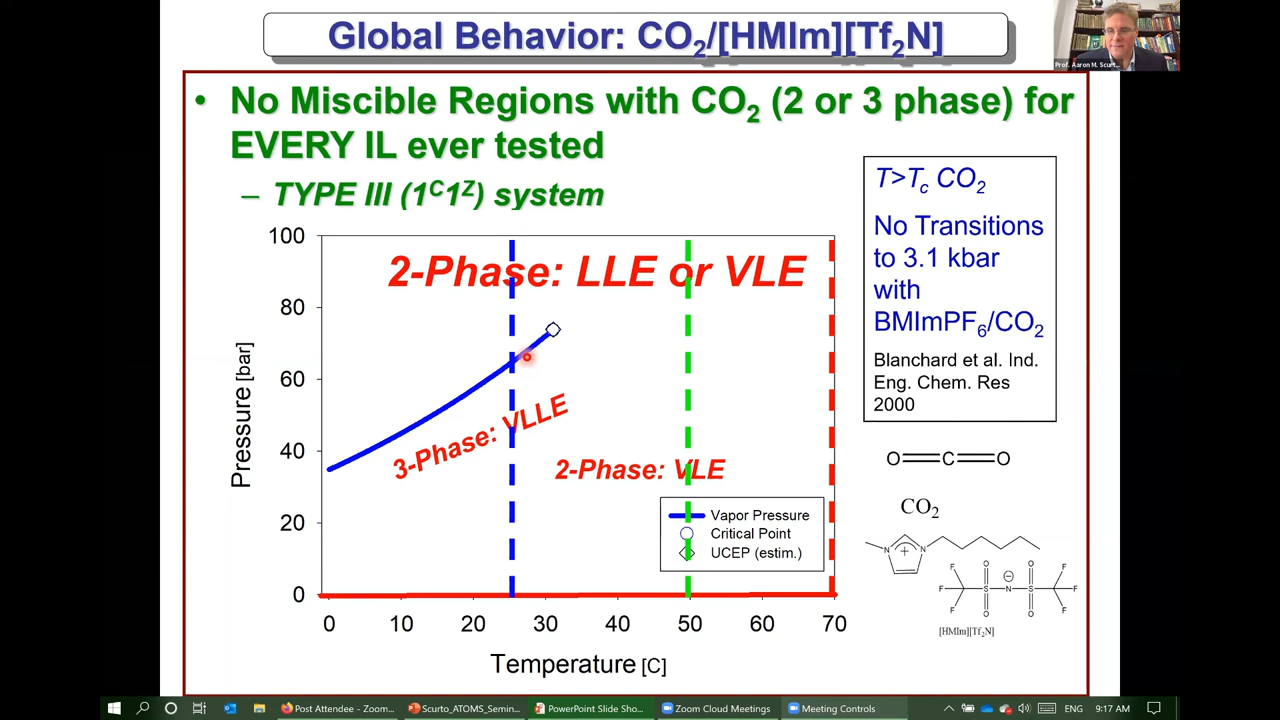 Global Behavior: CO2/[HMIm][Tf2N]
Prof. Aaron M. Scurt...
• No Miscible Regions with CO2 (2 or 3 phase) for
EVERY IL ever tested
– TYPE III (1C1Z) system
T>Tc CO2
No Transitions
to 3.1 kbar
with
BMImPF6/CO2
Blanchard et al. Ind.
Eng. Chem. Res
2000
100
80
60
40
20
0
Pressure [bar]
2-Phase: LLE or VLE
3-Phase: VLLE
2-Phase: VLE
Vapor Pressure
Critical Point
UCEP (estim.)
0 10 20 30 40 50 60 70
Temperature [C]
O C O
CO2
N + N
O O
F F
F S N S F
F F
O O
[HMIm][Tf2N]
Post Attendee - Zoom...
Scurto_ATOMS_Semin...
PowerPoint Slide Sho...
Zoom Cloud Meetings
Meeting Controls
ENG
9:17 AM